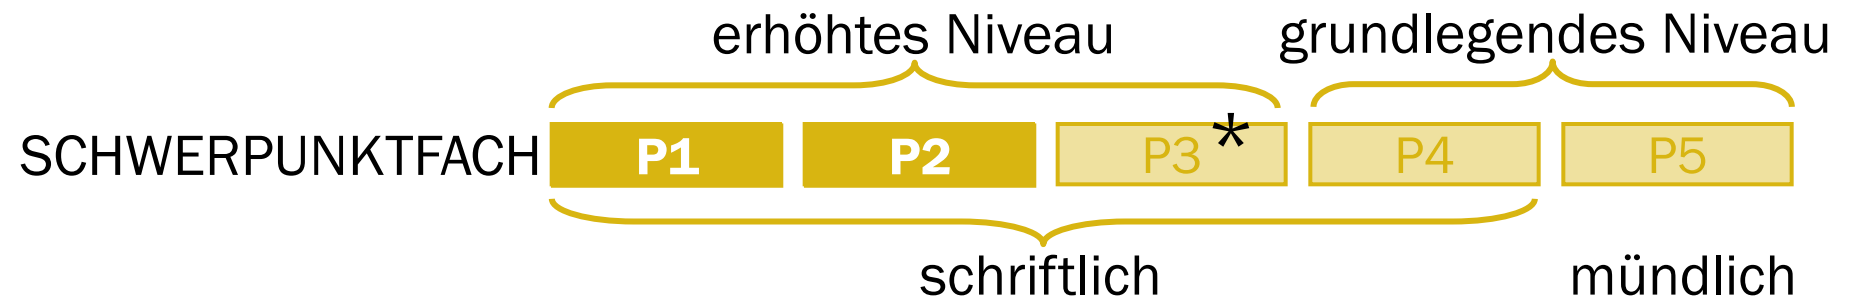 erhöhtes Niveau grundlegendes Niveau
SCHWERPUNKTFACH P1 P2 P3 * P4 P5
schriftlich mündlich